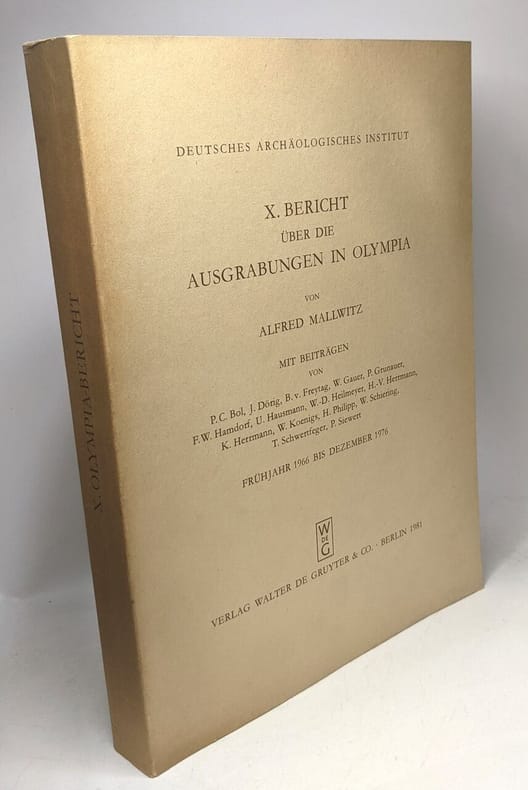 DEUTSCHES ARCHÄOLOGISCHES INSTITUT
X. BERICHT
ÜBER DIE
AUSGRABUNGEN IN OLYMPIA
VON
ALFRED MALLWITZ
MIT BEITRÄGEN
VON
P. C. Bol, J. Dörig, B. v. Freytag, W. Gauer, P. Grunauer,
F. W. Hamdorf, U. Hausmann, W.-D. Heilmeyer, H.-V. Herrmann,
K. Herrmann, W. Koenigs, H. Philipp, W. Schiering,
T. Schwertfeger, P. Siewert
FRÜHJAHR 1966 BIS DEZEMBER 1976
W
DE
G
VERLAG WALTER DE GRUYTER & CO. · BERLIN 1981
X. OLYMPIA-BERICHT